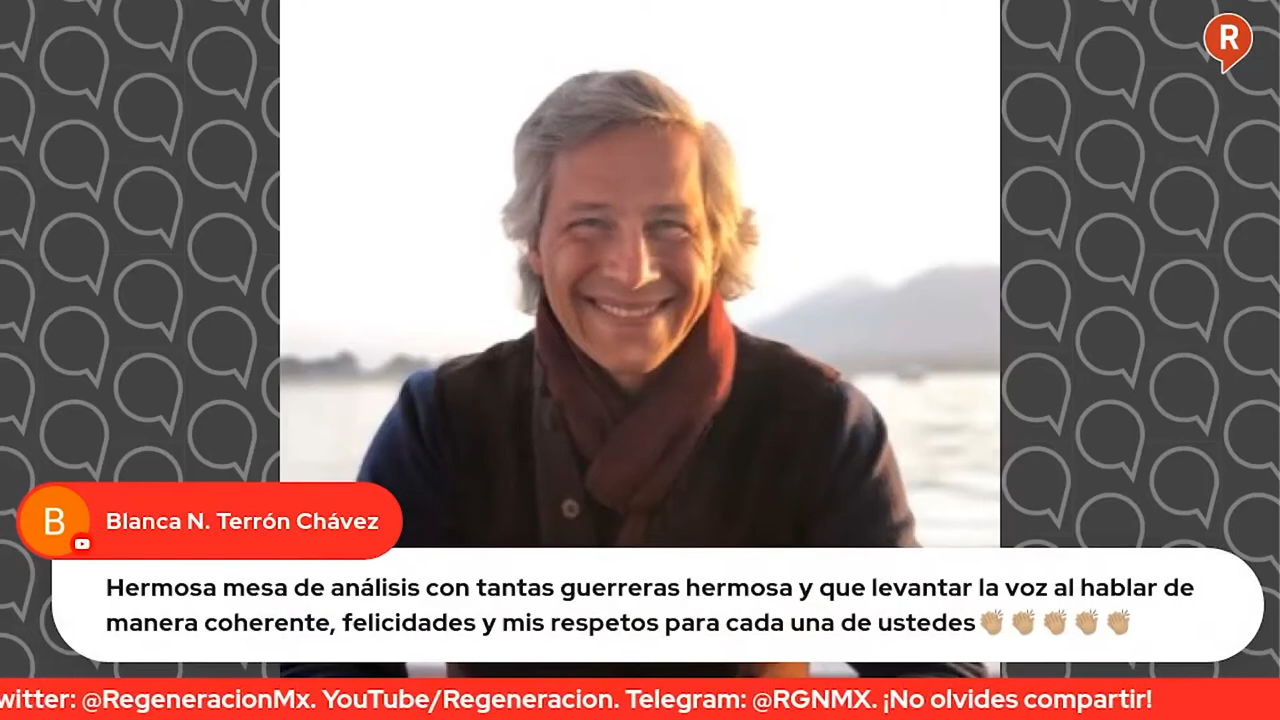 R
B
Blanca N. Terrón Chávez
Hermosa mesa de análisis con tantas guerreras hermosa y que levantar la voz al hablar de
manera coherente, felicidades y mis respetos para cada una de ustedes👏🏼👏🏼👏🏼👏🏼👏🏼
witter: @RegeneracionMx. YouTube/Regeneracion. Telegram: @RGNMX. ¡No olvides compartir!